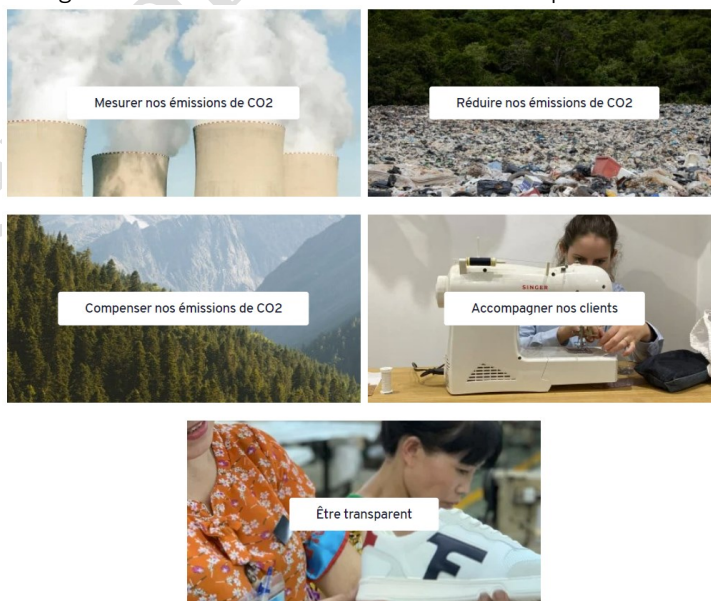 Mesurer nos émissions de CO2
Réduire nos émissions de CO2
Compenser nos émissions de CO2
SINGER
Accompagner nos clients
Être transparent
F